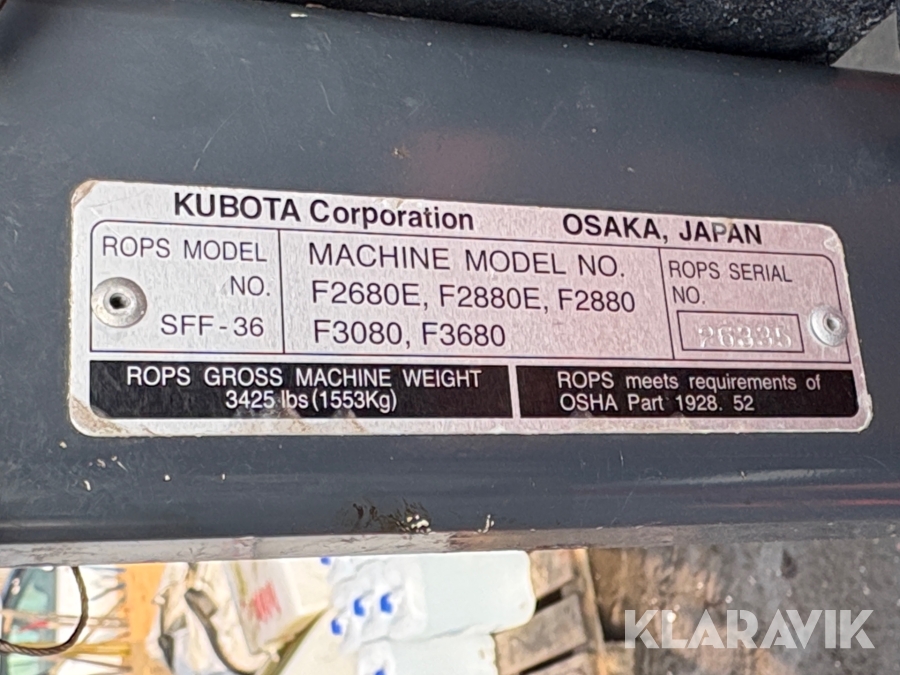 KUBOTA Corporation OSAKA, JAPAN
ROPS MODEL
NO.
SFF-36
MACHINE MODEL NO.
F2680E, F2880E, F2880
F3080, F3680
ROPS SERIAL
NO.
26335
ROPS GROSS MACHINE WEIGHT
3425 lbs (1553Kg)
ROPS meets requirements of
OSHA Part 1928. 52
KLARAVIK